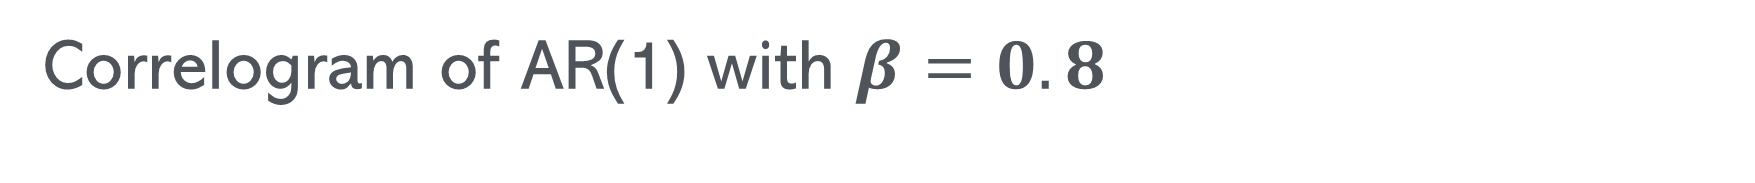 Correlogram of AR(1) with 𝜷 = 𝟎. 𝟖